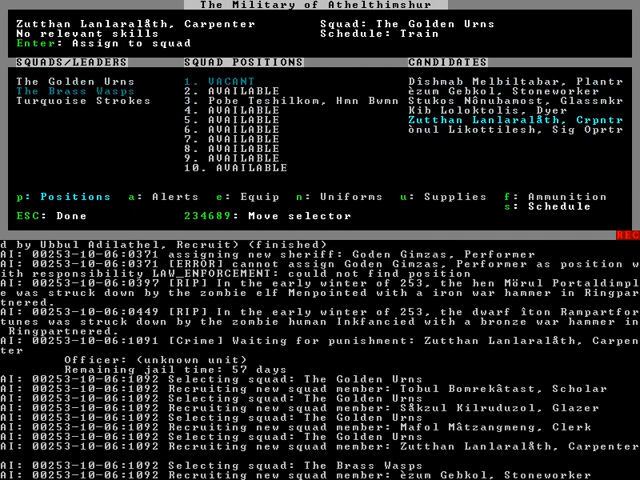 The Military of Athelthimshur
Zutthan Lanlaralåth, Carpenter Squad: The Golden Urns
No relevant skills Schedule: Train
Enter: Assign to squad
SQUADS/LEADERS SQUAD POSITIONS CANDIDATES
The Golden Urns 1. VACANT Dîshmab Melbiltabar, Plantr
The Brass Wasps 2. AVAILABLE èzum Gebkol, Stoneworker
Turquoise Strokes 3. Pobe Teshilkom, Hmn Bwmn Stukos Nônubamost, Glassmkr
4. AVAILABLE Kib Loloktolis, Dyer
5. AVAILABLE Zutthan Lanlaralåth, Crpntr
6. AVAILABLE ònul Likottilesh, Sig Oprtr
7. AVAILABLE
8. AVAILABLE
9. AVAILABLE
10. AVAILABLE
p: Positions a: Alerts e: Equip n: Uniforms u: Supplies f: Ammunition
s: Schedule
ESC: Done 234689: Move selector
REC
d by Ubbul Adilathel, Recruit) (finished)
AI: 00253-10-06:0371 assigning new sheriff: Goden Gimzas, Performer
AI: 00253-10-06:0371 [ERROR] cannot assign Goden Gimzas, Performer as position w
ith responsibility LAW_ENFORCEMENT: could not find position
AI: 00253-10-06:0397 [RIP] In the early winter of 253, the hen Mörul Portaldimpl
e was struck down by the zombie elf Menpointed with a iron war hammer in Ringpar
tnered.
AI: 00253-10-06:0449 [RIP] In the early winter of 253, the dwarf îton Rampartfor
tunes was struck down by the zombie human Inkfancied with a bronze war hammer in
Ringpartnered.
AI: 00253-10-06:1091 [Crime] Waiting for punishment: Zutthan Lanlaralåth, Carpen
ter
Officer: (unknown unit)
Remaining jail time: 57 days
AI: 00253-10-06:1092 Selecting squad: The Golden Urns
AI: 00253-10-06:1092 Recruiting new squad member: Tobul Bomrekâtast, Scholar
AI: 00253-10-06:1092 Selecting squad: The Golden Urns
AI: 00253-10-06:1092 Recruiting new squad member: Såkzul Kilruduzol, Glazer
AI: 00253-10-06:1092 Selecting squad: The Golden Urns
AI: 00253-10-06:1092 Recruiting new squad member: Mafol Mâtzangmeng, Clerk
AI: 00253-10-06:1092 Selecting squad: The Golden Urns
AI: 00253-10-06:1092 Recruiting new squad member: Zutthan Lanlaralåth, Carpenter
AI: 00253-10-06:1092 Selecting squad: The Brass Wasps
AI: 00253-10-06:1092 Recruiting new squad member: èzum Gebkol, Stoneworker